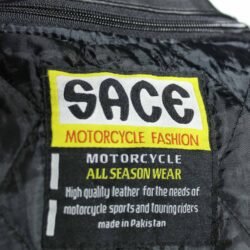 SACE
MOTORCYCLE FASHION
MOTORCYCLE
ALL SEASON WEAR
High quality leather for the needs of
motorcycle sports and touring riders
made in Pakistan